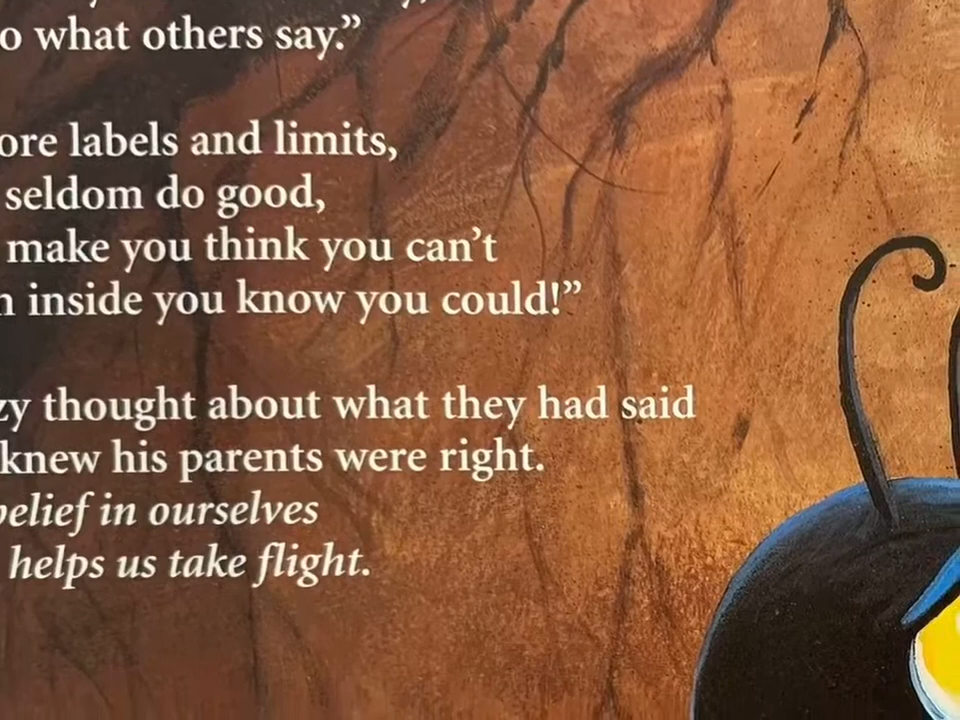 o what others say.”
ore labels and limits,
seldom do good,
make you think you can’t
inside you know you could!”
zy thought about what they had said
knew his parents were right.
belief in ourselves
helps us take flight.